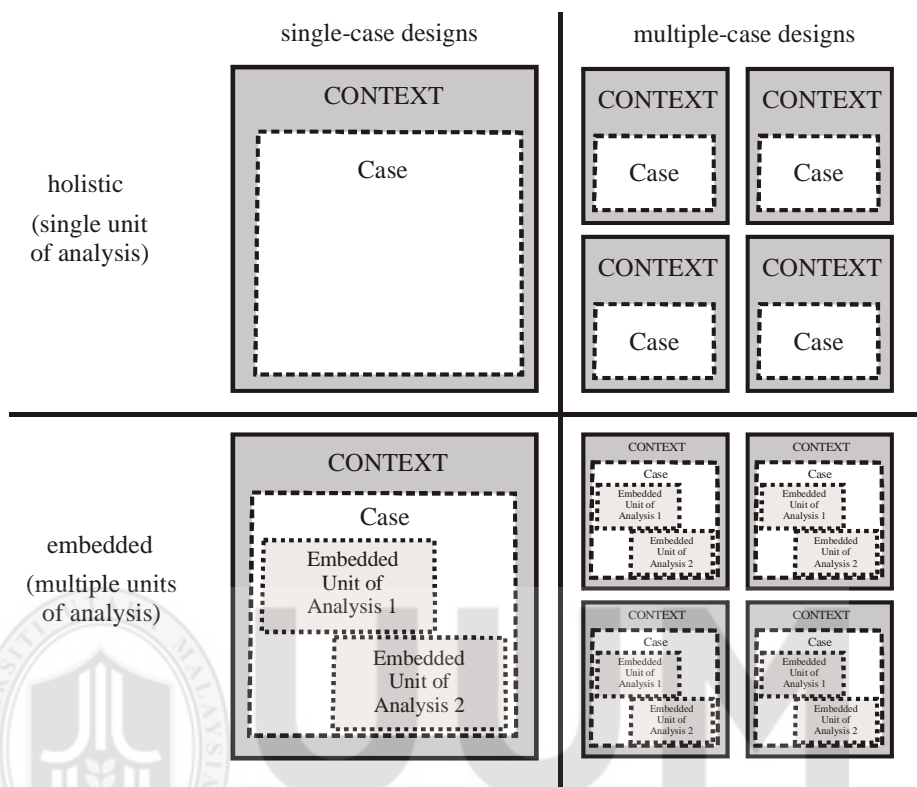 single-case designs
multiple-case designs
holistic
(single unit
of analysis)
CONTEXT
Case
CONTEXT
Case
CONTEXT
Case
CONTEXT
Case
CONTEXT
Case
embedded
(multiple units
of analysis)
CONTEXT
Case
Embedded
Unit of
Analysis 1
Embedded
Unit of
Analysis 2
CONTEXT
Case
Embedded
Unit of
Analysis 1
Embedded
Unit of
Analysis 2
CONTEXT
Case
Embedded
Unit of
Analysis 1
Embedded
Unit of
Analysis 2
CONTEXT
Case
Embedded
Unit of
Analysis 1
Embedded
Unit of
Analysis 2
CONTEXT
Case
Embedded
Unit of
Analysis 1
Embedded
Unit of
Analysis 2
UUM